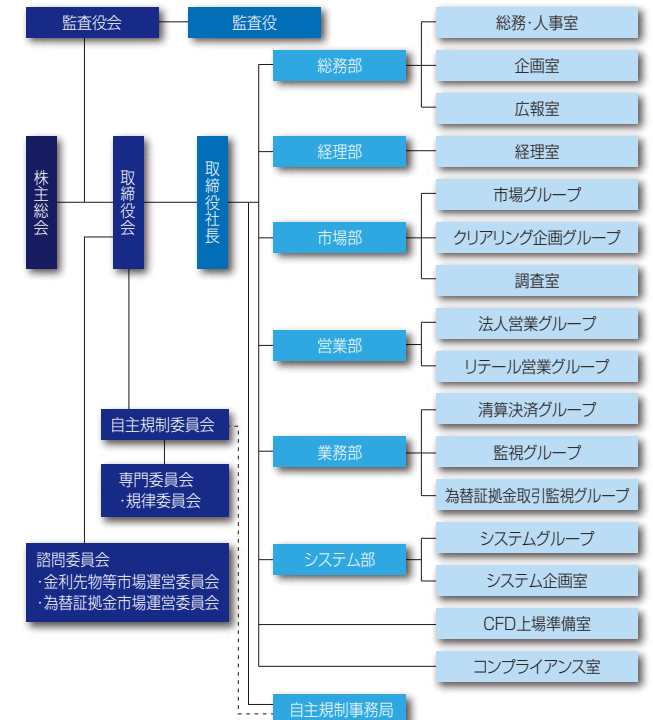 監査役会
監査役
株主総会
取締役会
取締役社長
自主規制委員会
専門委員会
・規律委員会
諮問委員会
・金利先物等市場運営委員会
・為替証拠金市場運営委員会
総務部
総務・人事室
企画室
広報室
経理部
経理室
市場部
市場グループ
クリアリング企画グループ
調査室
営業部
法人営業グループ
リテール営業グループ
業務部
清算決済グループ
監視グループ
為替証拠金取引監視グループ
システム部
システムグループ
システム企画室
CFD上場準備室
コンプライアンス室
自主規制事務局